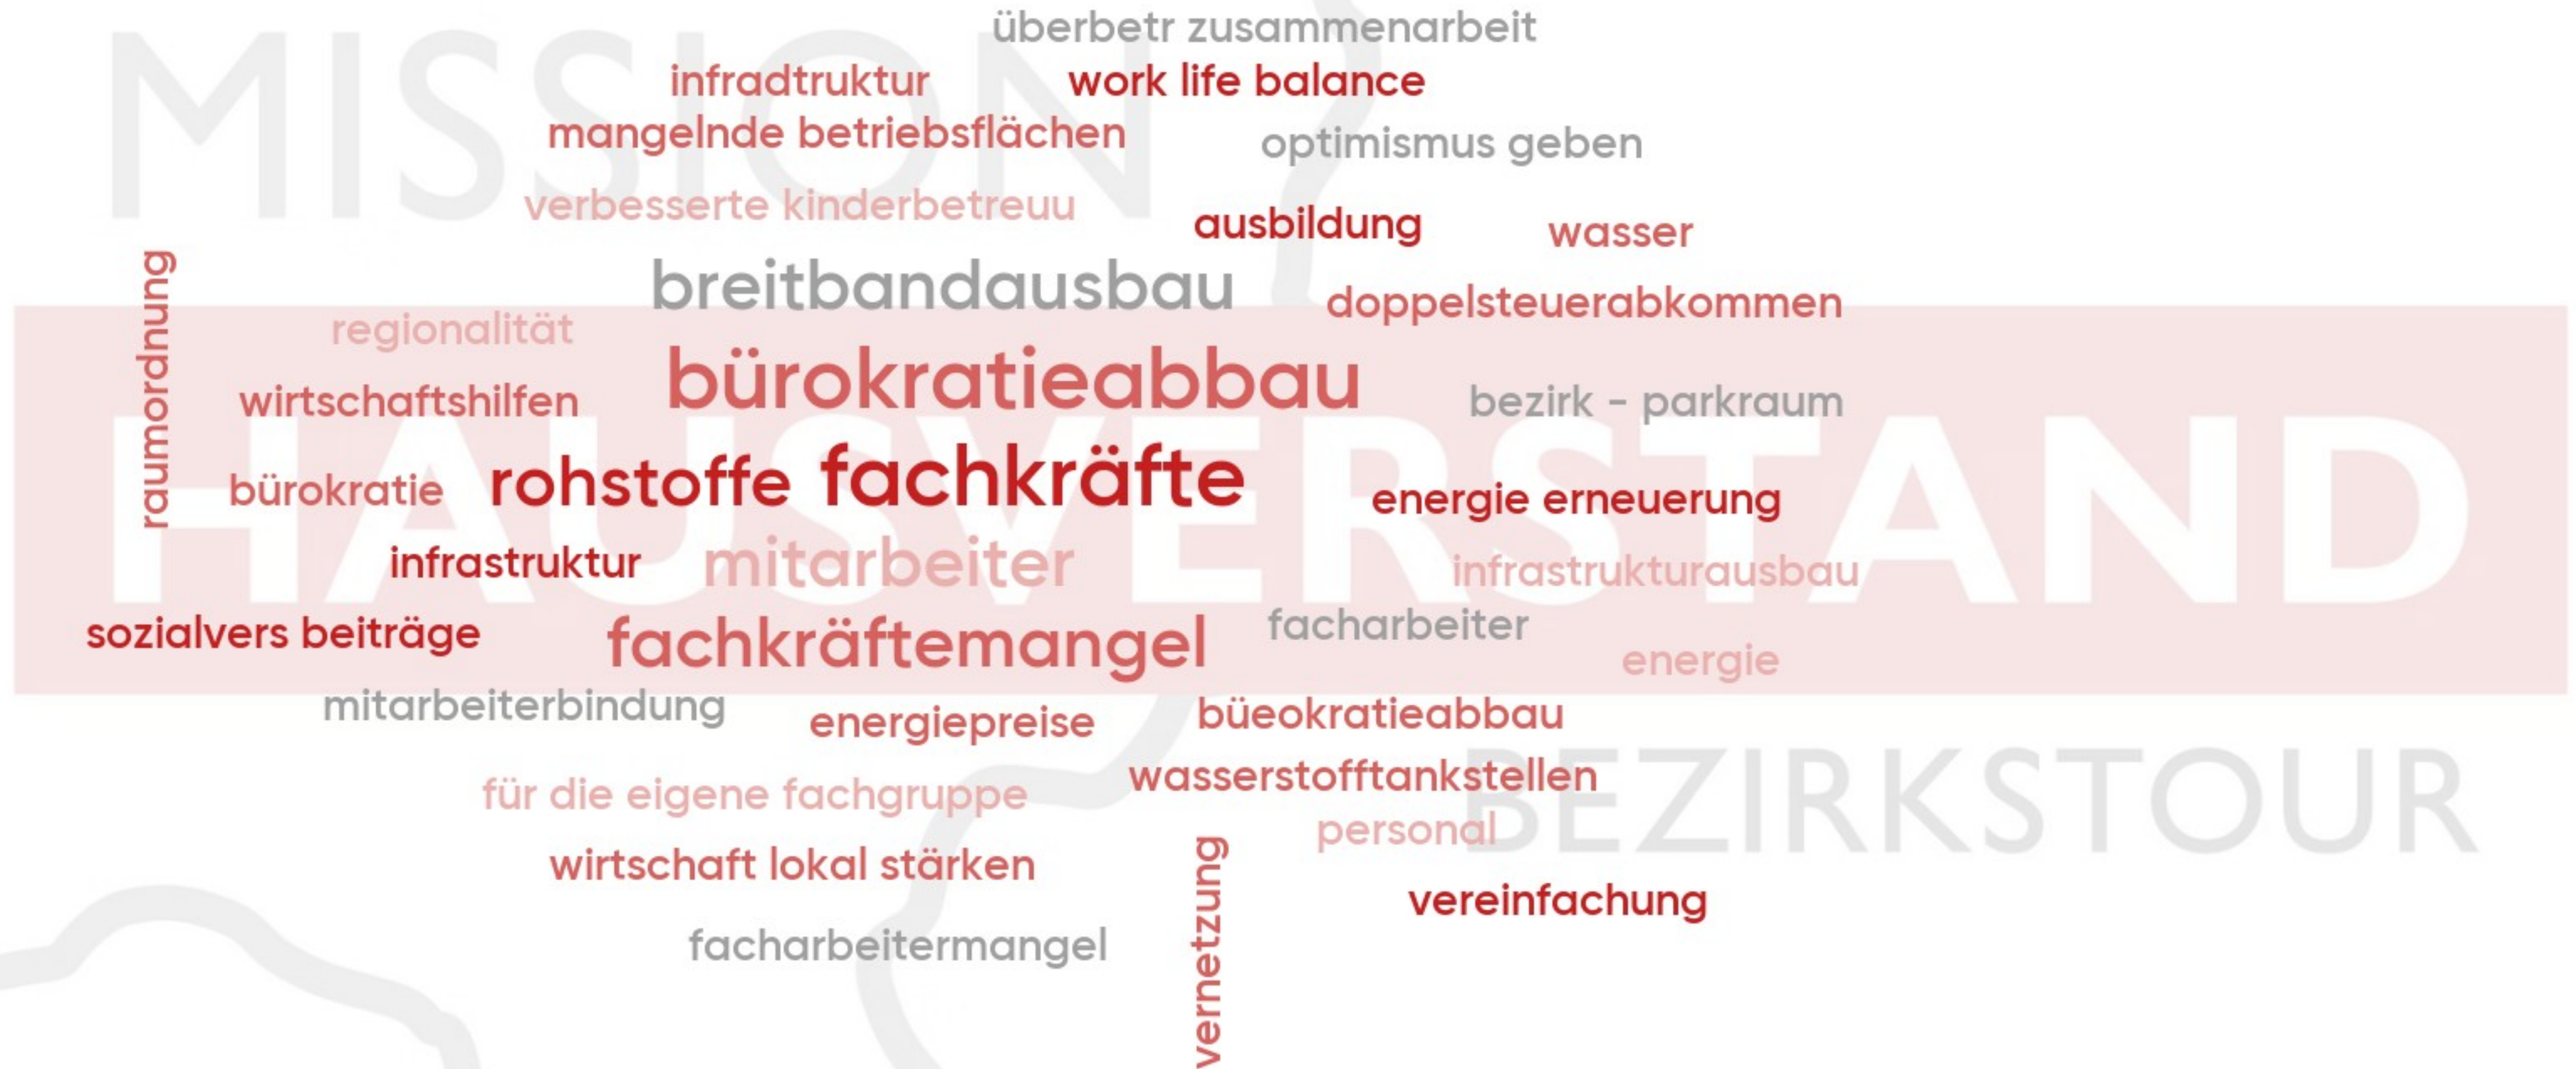 MISSION
überbetr zusammenarbeit
infradtruktur
work life balance
mangelnde betriebsflächen
optimismus geben
verbesserte kinderbetreuu
ausbildung
wasser
raumordnung
breitbandausbau
doppelsteuerabkommen
regionalität
bürokratieabbau
wirtschaftshilfen
bezirk - parkraum
HAUSVERSTAND
bürokratie
rohstoffe
fachkräfte
energie erneuerung
infrastruktur
mitarbeiter
infrastrukturausbau
sozialvers beiträge
fachkräftemangel
facharbeiter
energie
mitarbeiterbindung
energiepreise
büeokratieabbau
wasserstofftankstellen
BEZIRKSTOUR
für die eigene fachgruppe
personal
wirtschaft lokal stärken
vernetzung
vereinfachung
facharbeitermangel